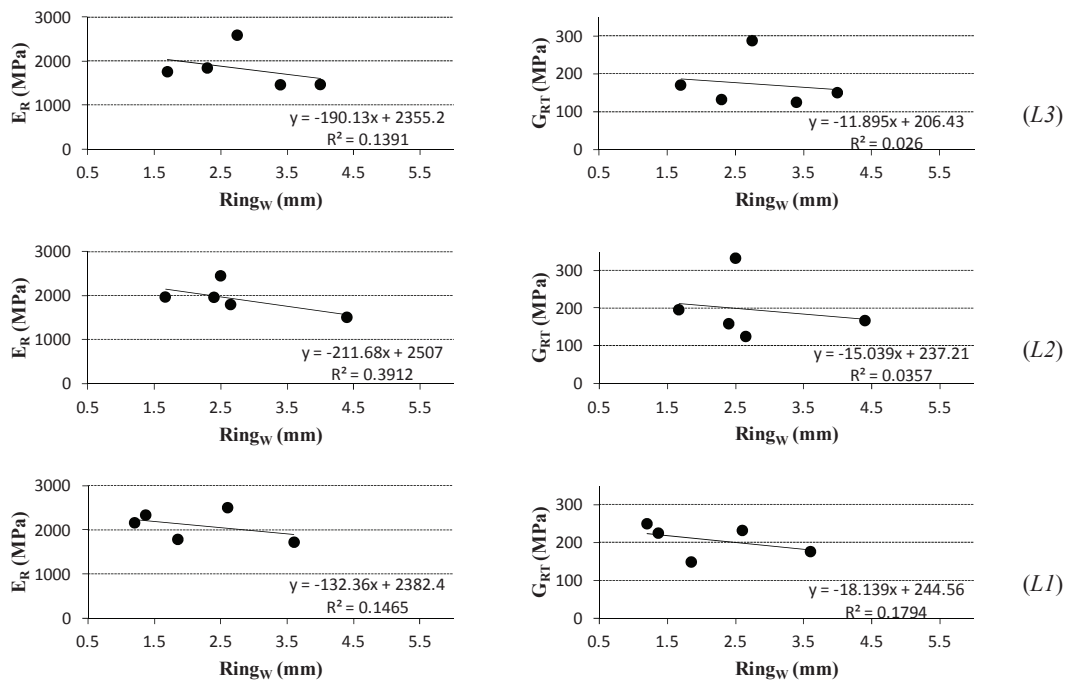 3000
2000
1000
0
E_R (MPa)
y = -190.13x + 2355.2
R² = 0.1391
0.5 1.5 2.5 3.5 4.5 5.5
Ring_W (mm)
300
200
100
0
G_RT (MPa)
y = -11.895x + 206.43
R² = 0.026
0.5 1.5 2.5 3.5 4.5 5.5
Ring_W (mm)
(L3)
3000
2000
1000
0
E_R (MPa)
y = -211.68x + 2507
R² = 0.3912
0.5 1.5 2.5 3.5 4.5 5.5
Ring_W (mm)
300
200
100
0
G_RT (MPa)
y = -15.039x + 237.21
R² = 0.0357
0.5 1.5 2.5 3.5 4.5 5.5
Ring_W (mm)
(L2)
3000
2000
1000
0
E_R (MPa)
y = -132.36x + 2382.4
R² = 0.1465
0.5 1.5 2.5 3.5 4.5 5.5
Ring_W (mm)
300
200
100
0
G_RT (MPa)
y = -18.139x + 244.56
R² = 0.1794
0.5 1.5 2.5 3.5 4.5 5.5
Ring_W (mm)
(L1)